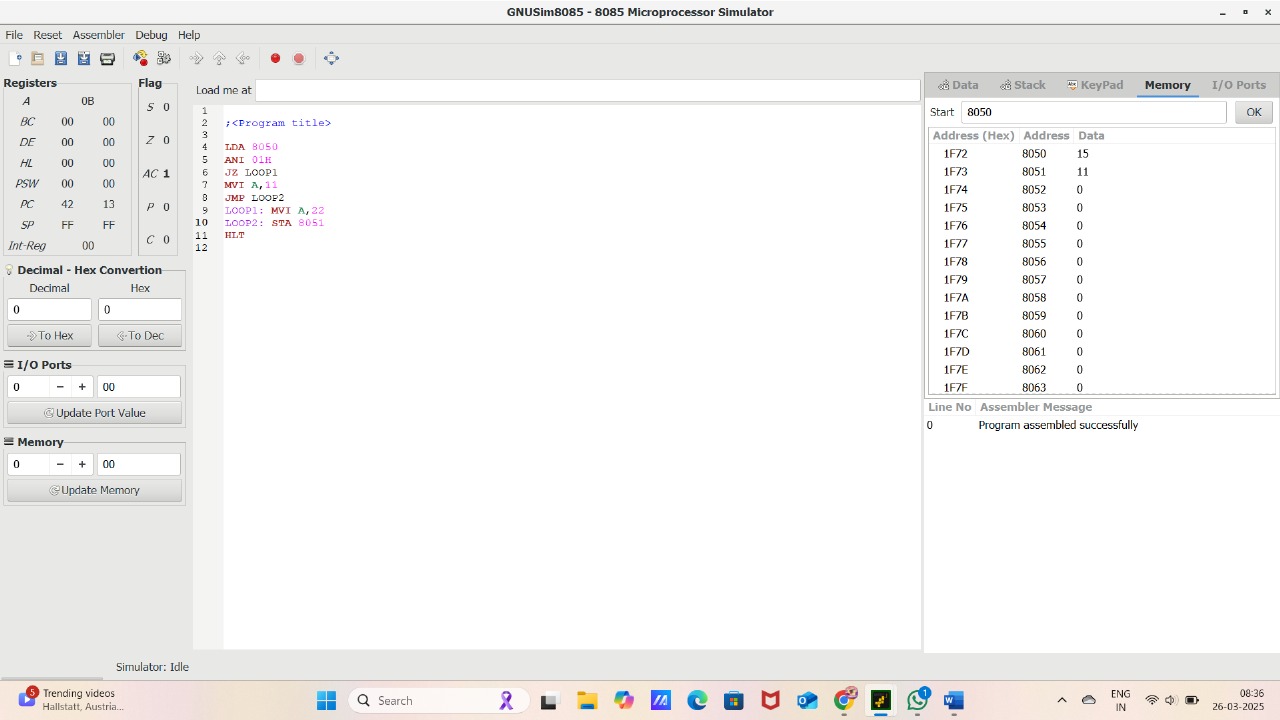 GNUSim8085 - 8085 Microprocessor Simulator
File Reset Assembler Debug Help
Registers
A 0B
BC 00 00
DE 00 00
HL 00 00
PSW 00 00
PC 42 13
SP FF FF
Int-Reg 00
Flag
S 0
Z 0
AC 1
P 0
C 0
Decimal - Hex Convertion
Decimal Hex
0 0
To Hex To Dec
I/O Ports
0 − + 00
Update Port Value
Memory
0 − + 00
Update Memory
Load me at
1
2 ;<Program title>
3
4 LDA 8050
5 ANI 01H
6 JZ LOOP1
7 MVI A,11
8 JMP LOOP2
9 LOOP1: MVI A,22
10 LOOP2: STA 8051
11 HLT
12
Data Stack KeyPad Memory I/O Ports
Start 8050 OK
Address (Hex) Address Data
1F72 8050 15
1F73 8051 11
1F74 8052 0
1F75 8053 0
1F76 8054 0
1F77 8055 0
1F78 8056 0
1F79 8057 0
1F7A 8058 0
1F7B 8059 0
1F7C 8060 0
1F7D 8061 0
1F7E 8062 0
1F7F 8063 0
Line No Assembler Message
0 Program assembled successfully
Simulator: Idle
5
Trending videos
Hallstatt, Austria...
Search
1
ENG
IN
08:36
26-03-2025